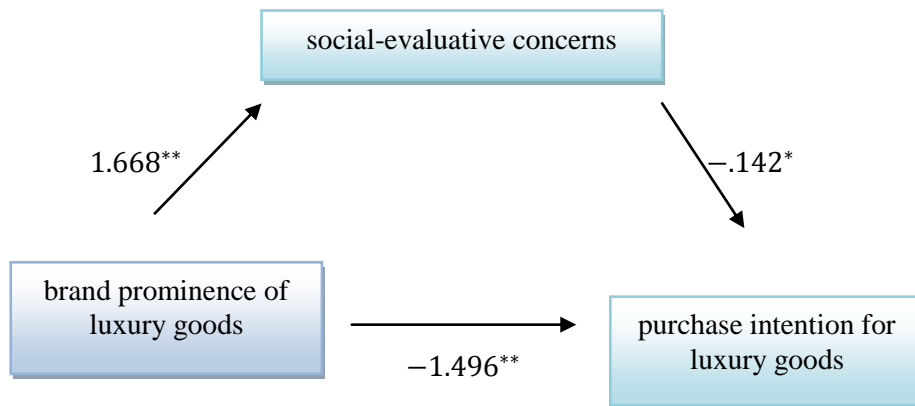 social-evaluative concerns
1.668**
−.142*
brand prominence of
luxury goods
purchase intention for
luxury goods
−1.496**